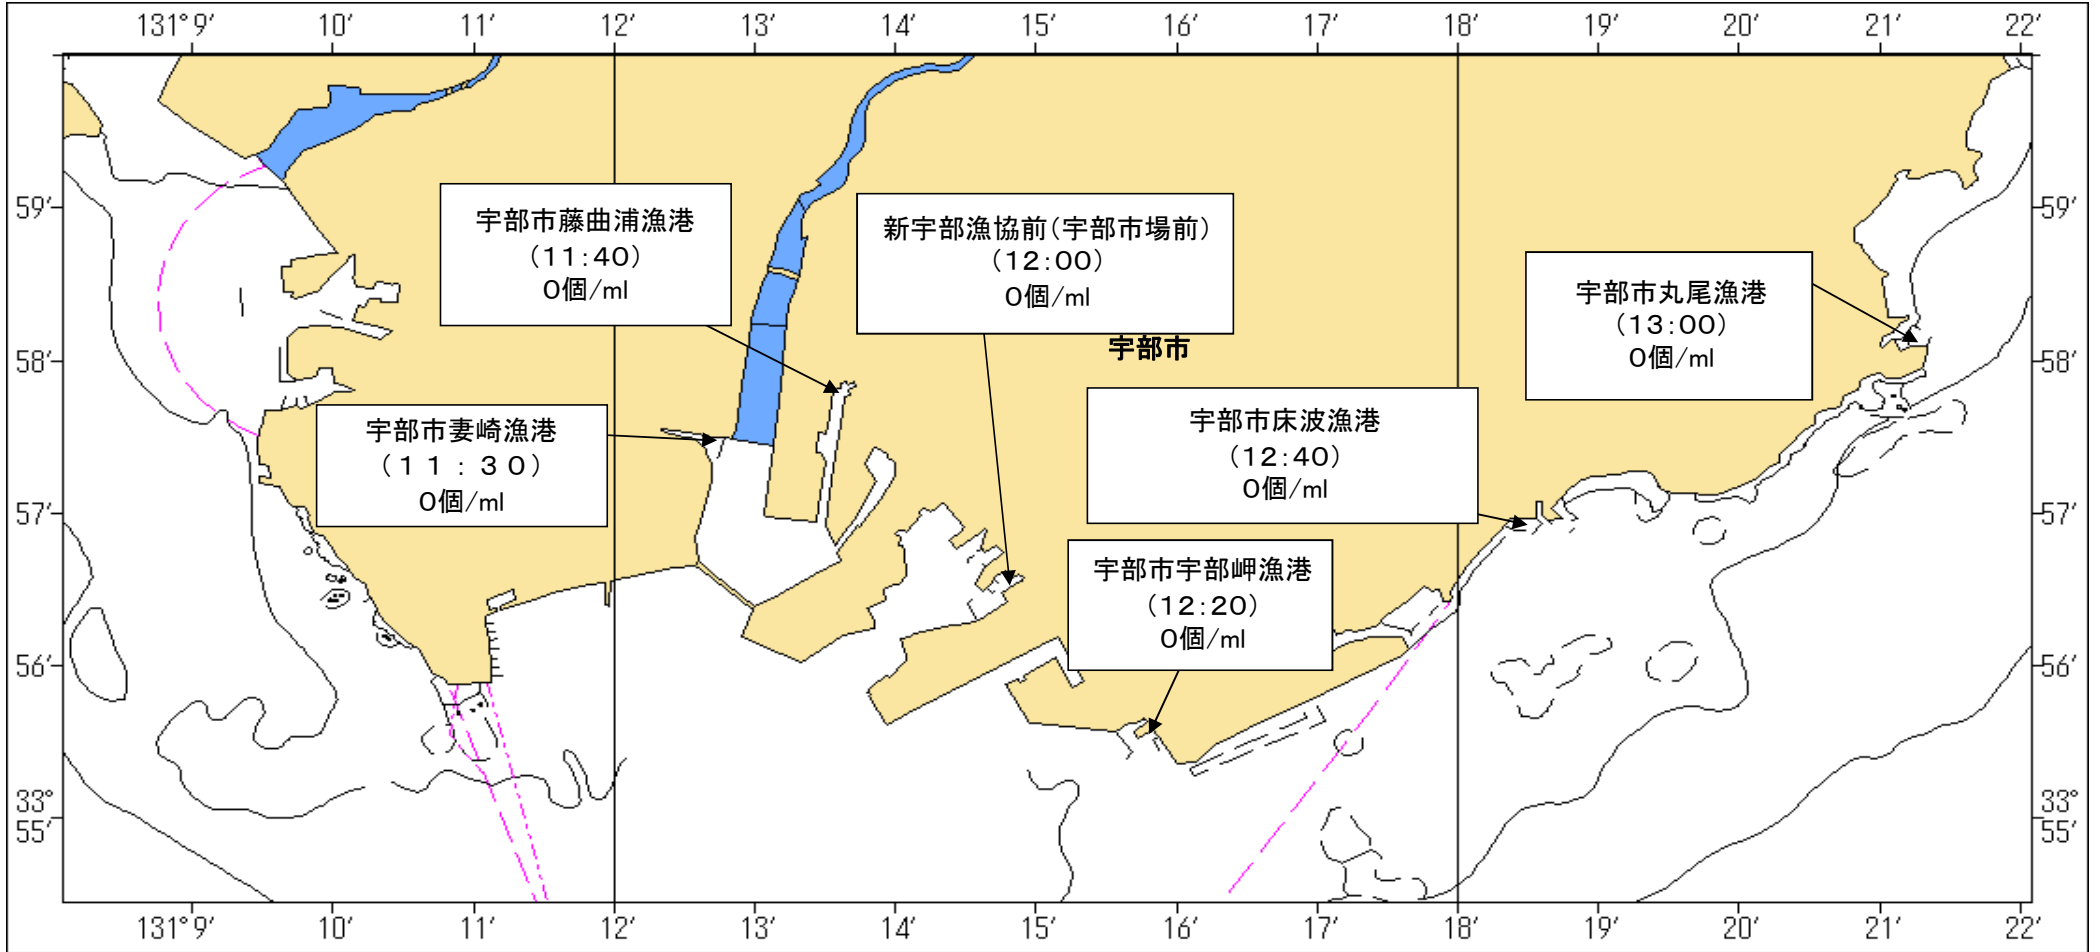 131°9′ 10′ 11′ 12′ 13′ 14′ 15′ 16′ 17′ 18′ 19′ 20′ 21′ 22′
59′ 59′
宇部市藤曲浦漁港
(11:40)
0個/ml
新宇部漁協前(宇部市場前)
(12:00)
0個/ml
宇部市丸尾漁港
(13:00)
0個/ml
宇部市
58′ 58′
宇部市妻崎漁港
(11:30)
0個/ml
宇部市床波漁港
(12:40)
0個/ml
57′ 57′
宇部市宇部岬漁港
(12:20)
0個/ml
56′ 56′
33° 33°
55′ 55′
131°9′ 10′ 11′ 12′ 13′ 14′ 15′ 16′ 17′ 18′ 19′ 20′ 21′ 22′